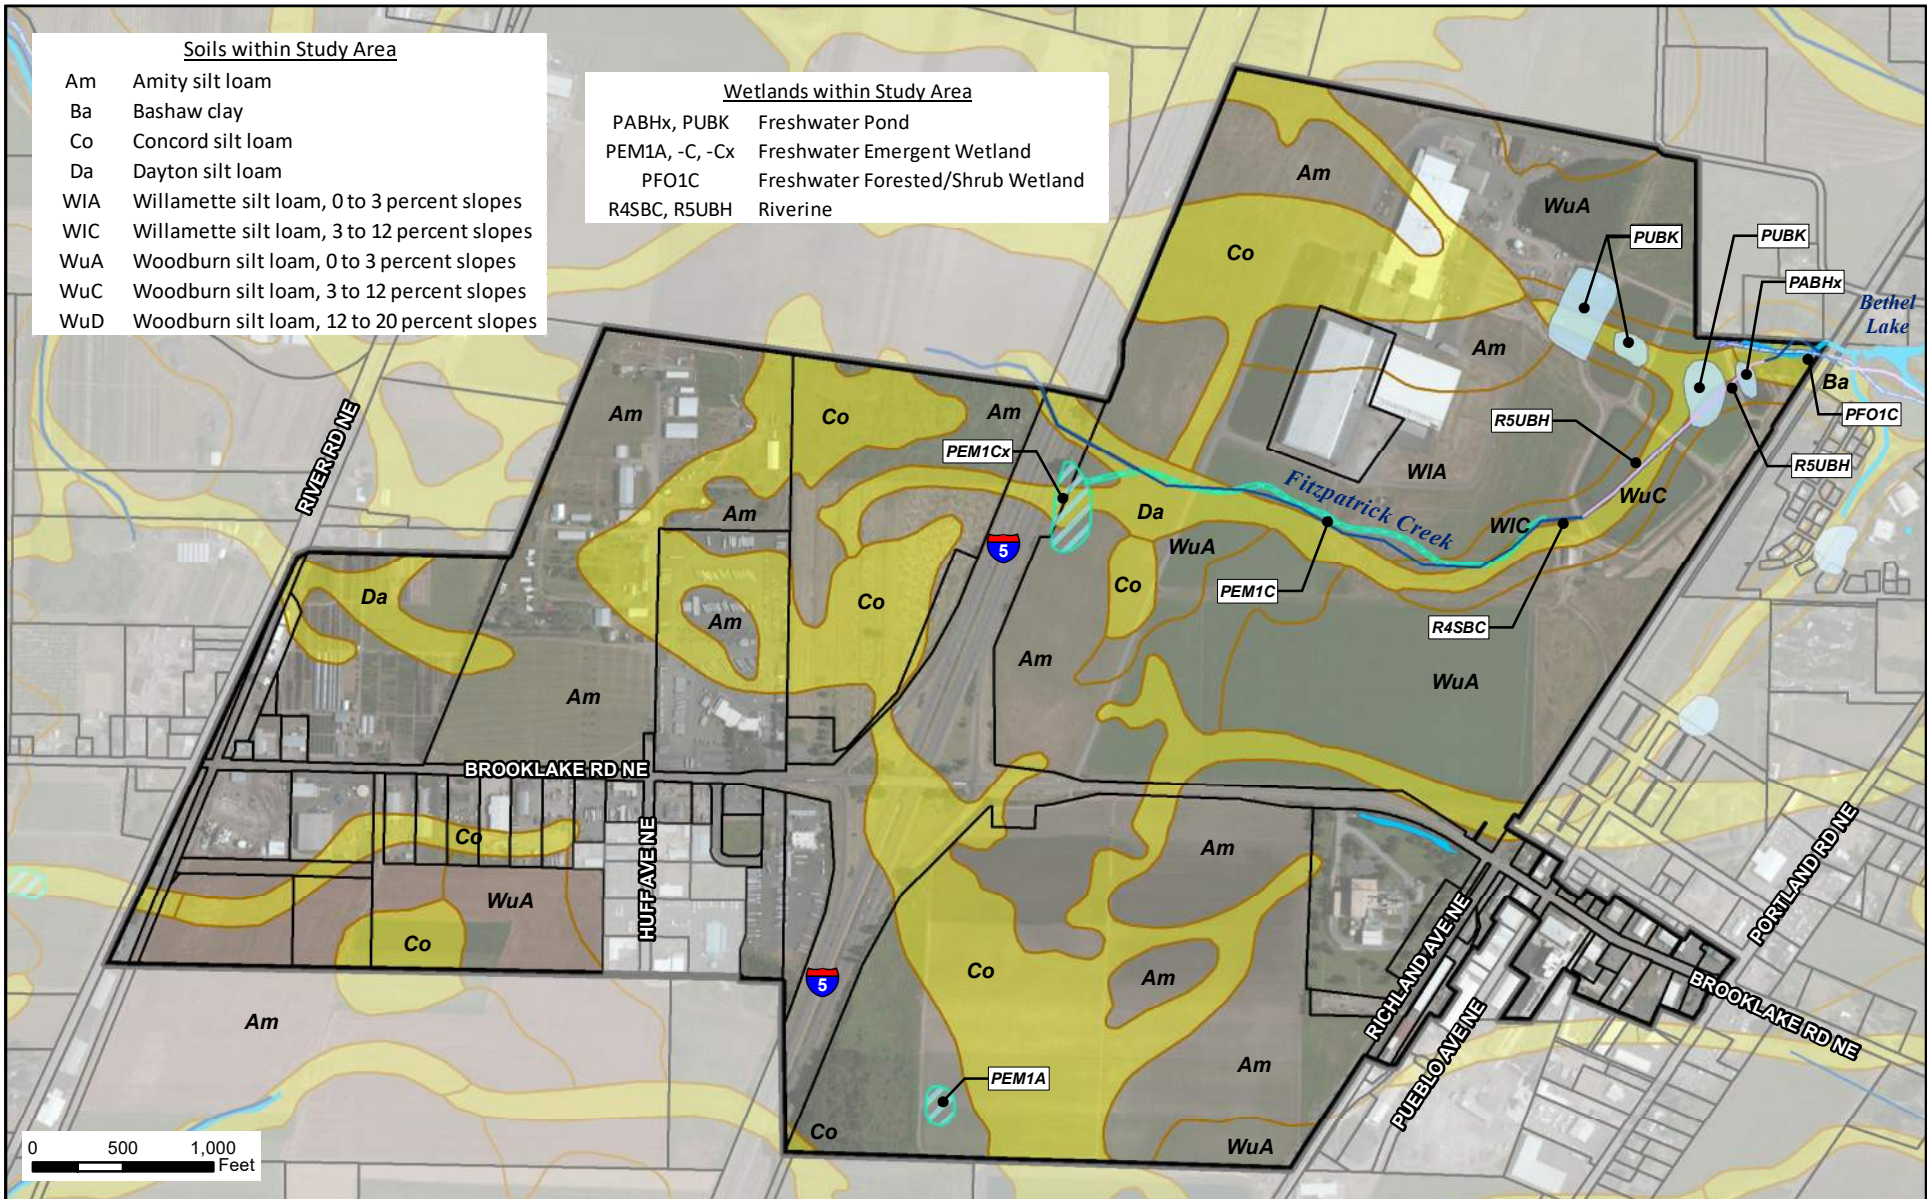 Soils within Study Area
Am Amity silt loam
Ba Bashaw clay
Co Concord silt loam
Da Dayton silt loam
WIA Willamette silt loam, 0 to 3 percent slopes
WIC Willamette silt loam, 3 to 12 percent slopes
WuA Woodburn silt loam, 0 to 3 percent slopes
WuC Woodburn silt loam, 3 to 12 percent slopes
WuD Woodburn silt loam, 12 to 20 percent slopes
Wetlands within Study Area
PABHx, PUBK Freshwater Pond
PEM1A, -C, -Cx Freshwater Emergent Wetland
PFO1C Freshwater Forested/Shrub Wetland
R4SBC, R5UBH Riverine
Am
WuA
PUBK
PUBK
Co
PABHx
Bethel
Lake
Am
Ba
Am
Co
Am
PFO1C
R5UBH
RIVER RD NE
PEM1Cx
WIA
R5UBH
Fitzpatrick Creek
WuC
Am
Da
WIC
5
WuA
Co
PEM1C
Da
Co
Am
R4SBC
Am
WuA
Am
BROOKLAKE RD NE
Co
HUFF AVE NE
Am
PORTLAND RD NE
WuA
RICHLAND AVE NE
Co
Co
Am
5
BROOKLAKE RD NE
Am
PUEBLO AVE NE
Am
PEM1A
Co
WuA
0 500 1,000
Feet